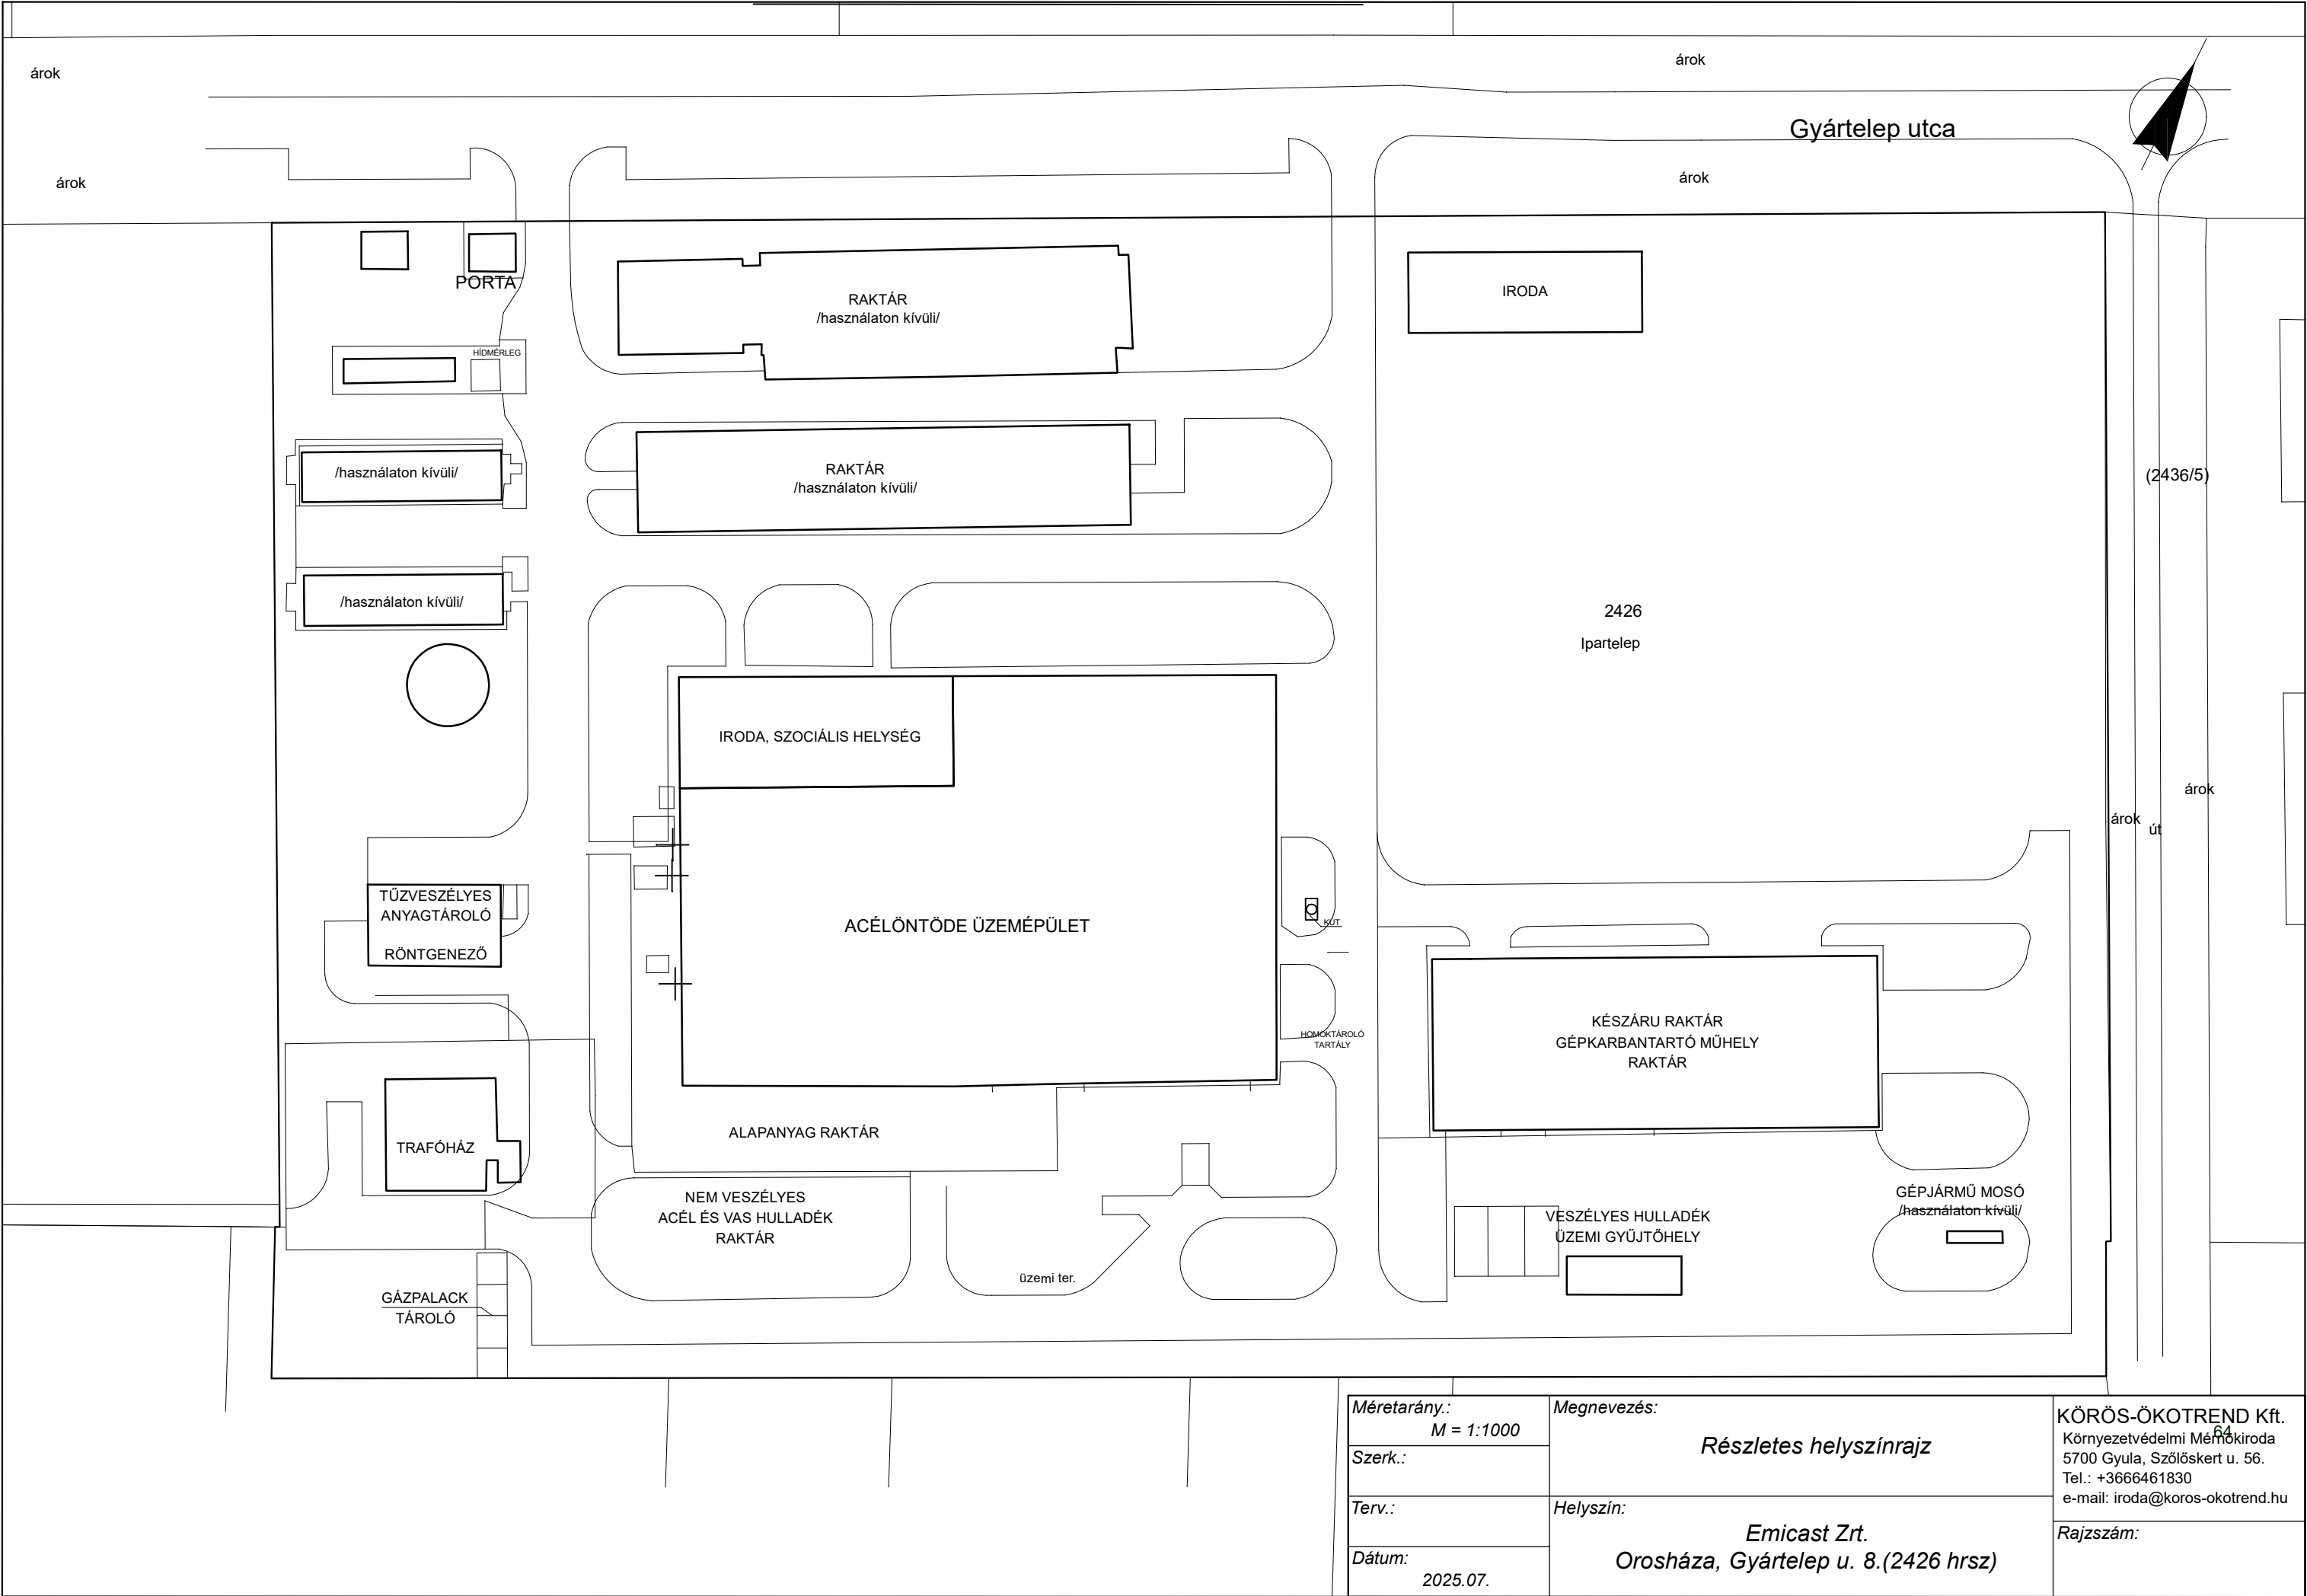 árok
árok
Gyártelep utca
árok
árok
PORTA
RAKTÁR
/használaton kívüli/
IRODA
HÍDMÉRLEG
/használaton kívüli/
RAKTÁR
/használaton kívüli/
(2436/5)
/használaton kívüli/
2426
Ipartelep
IRODA, SZOCIÁLIS HELYSÉG
árok
árok
út
TŰZVESZÉLYES
ANYAGTÁROLÓ
RÖNTGENEZŐ
ACÉLÖNTÖDE ÜZEMÉPÜLET
KÚT
HOMOKTÁROLÓ
TARTÁLY
KÉSZÁRU RAKTÁR
GÉPKARBANTARTÓ MŰHELY
RAKTÁR
TRAFÓHÁZ
ALAPANYAG RAKTÁR
NEM VESZÉLYES
ACÉL ÉS VAS HULLADÉK
RAKTÁR
GÉPJÁRMŰ MOSÓ
/használaton kívüli/
VESZÉLYES HULLADÉK
ÜZEMI GYŰJTŐHELY
üzemi ter.
GÁZPALACK
TÁROLÓ
Méretarány.:
M = 1:1000
Szerk.:
Terv.:
Dátum:
2025.07.
Megnevezés:
Részletes helyszínrajz
Helyszín:
Emicast Zrt.
Orosháza, Gyártelep u. 8.(2426 hrsz)
KÖRÖS-ÖKOTREND Kft.
64
Környezetvédelmi Mérnökiroda
5700 Gyula, Szőlőskert u. 56.
Tel.: +3666461830
e-mail: iroda@koros-okotrend.hu
Rajzszám: